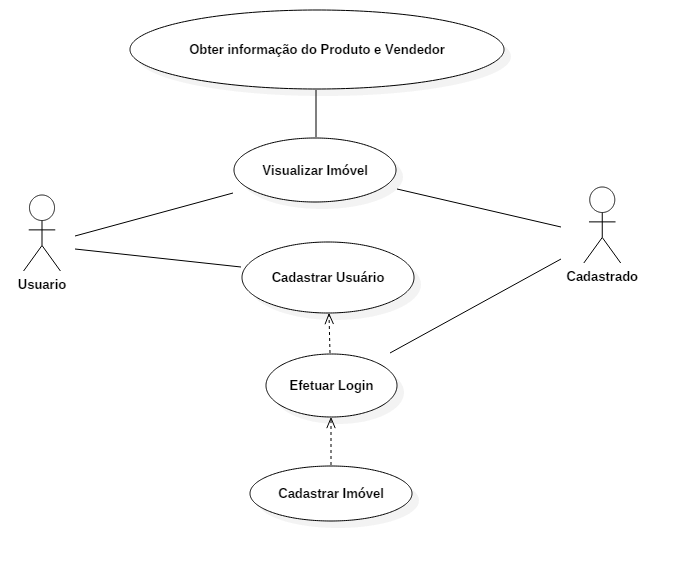 Obter informação do Produto e Vendedor
Visualizar Imóvel
Usuario
Cadastrado
Cadastrar Usuário
Efetuar Login
Cadastrar Imóvel